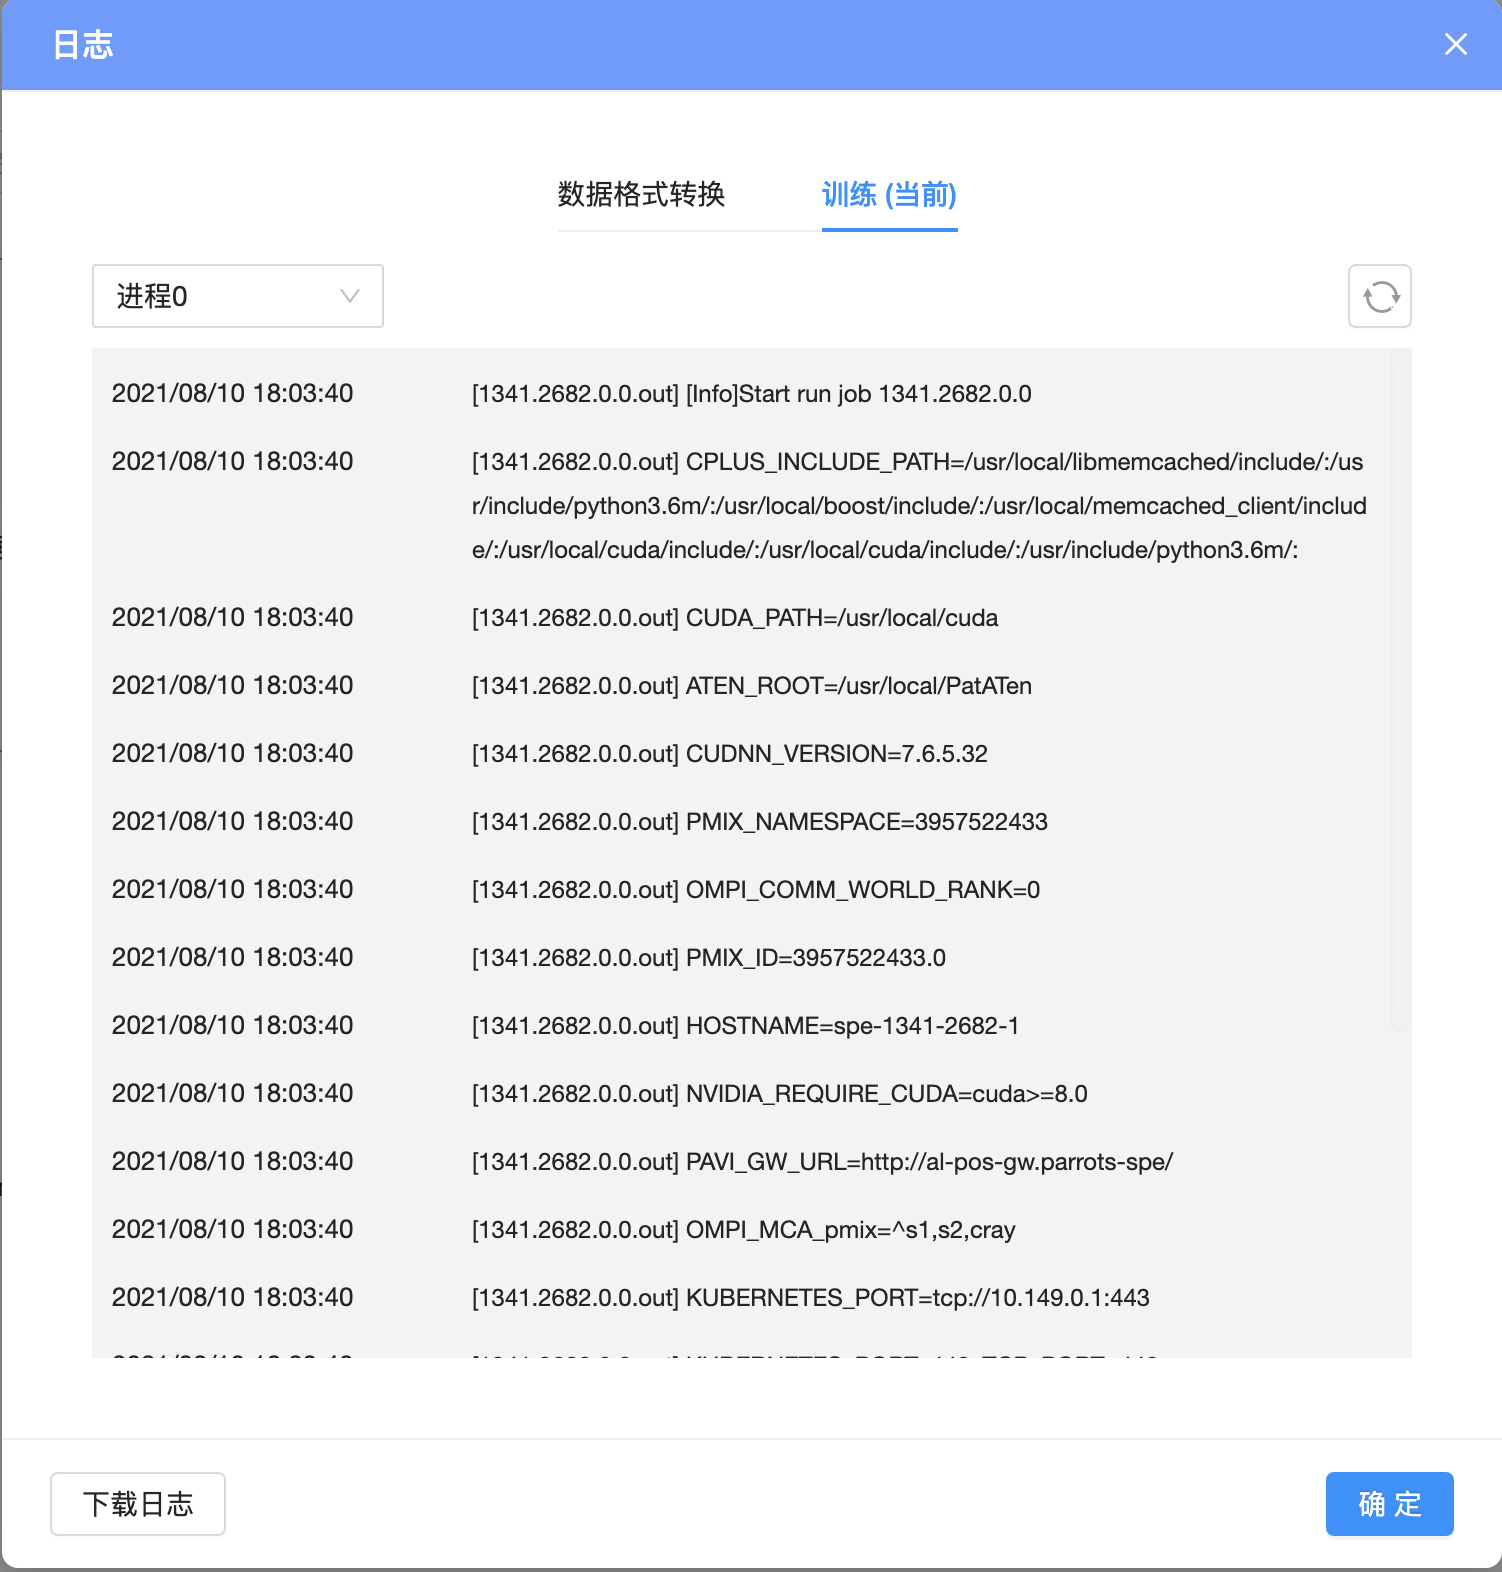 日志
数据格式转换 训练 (当前)
进程0
2021/08/10 18:03:40 [1341.2682.0.0.out] [Info]Start run job 1341.2682.0.0
2021/08/10 18:03:40 [1341.2682.0.0.out] CPLUS_INCLUDE_PATH=/usr/local/libmemcached/include/:/us
r/include/python3.6m/:/usr/local/boost/include/:/usr/local/memcached_client/includ
e/:/usr/local/cuda/include/:/usr/local/cuda/include/:/usr/include/python3.6m/:
2021/08/10 18:03:40 [1341.2682.0.0.out] CUDA_PATH=/usr/local/cuda
2021/08/10 18:03:40 [1341.2682.0.0.out] ATEN_ROOT=/usr/local/PatATen
2021/08/10 18:03:40 [1341.2682.0.0.out] CUDNN_VERSION=7.6.5.32
2021/08/10 18:03:40 [1341.2682.0.0.out] PMIX_NAMESPACE=3957522433
2021/08/10 18:03:40 [1341.2682.0.0.out] OMPI_COMM_WORLD_RANK=0
2021/08/10 18:03:40 [1341.2682.0.0.out] PMIX_ID=3957522433.0
2021/08/10 18:03:40 [1341.2682.0.0.out] HOSTNAME=spe-1341-2682-1
2021/08/10 18:03:40 [1341.2682.0.0.out] NVIDIA_REQUIRE_CUDA=cuda>=8.0
2021/08/10 18:03:40 [1341.2682.0.0.out] PAVI_GW_URL=http://al-pos-gw.parrots-spe/
2021/08/10 18:03:40 [1341.2682.0.0.out] OMPI_MCA_pmix=^s1,s2,cray
2021/08/10 18:03:40 [1341.2682.0.0.out] KUBERNETES_PORT=tcp://10.149.0.1:443
下载日志 确 定